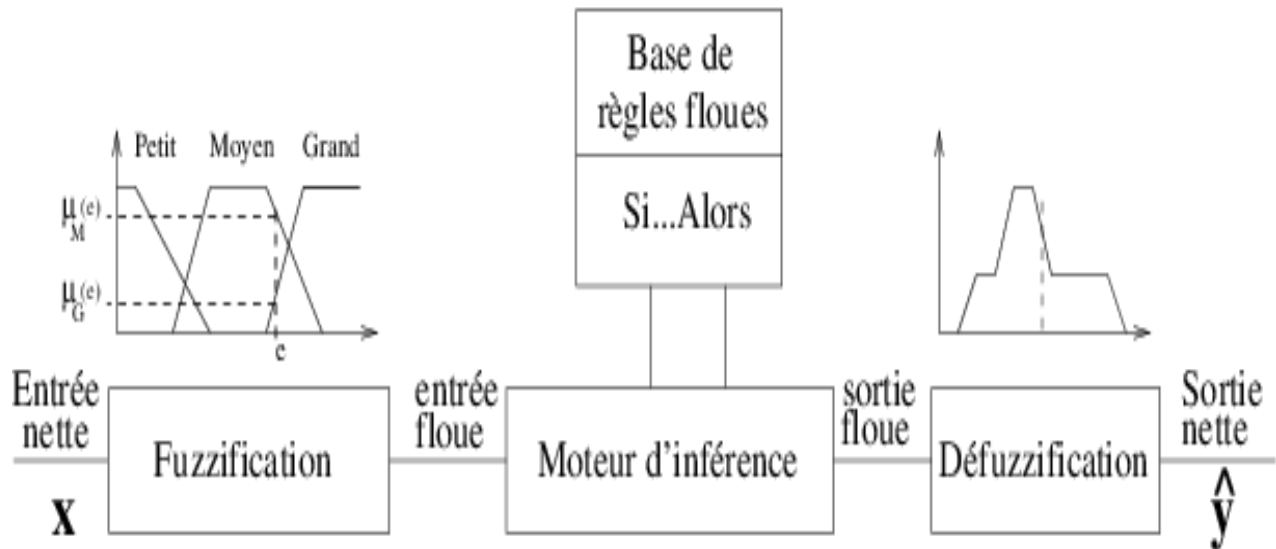 Base de
règles floues
Si...Alors
Petit Moyen Grand
μM(e)
μG(e)
e
Entrée
nette
x
Fuzzification
entrée
floue
Moteur d'inférence
sortie
floue
Défuzzification
Sortie
nette
ŷ